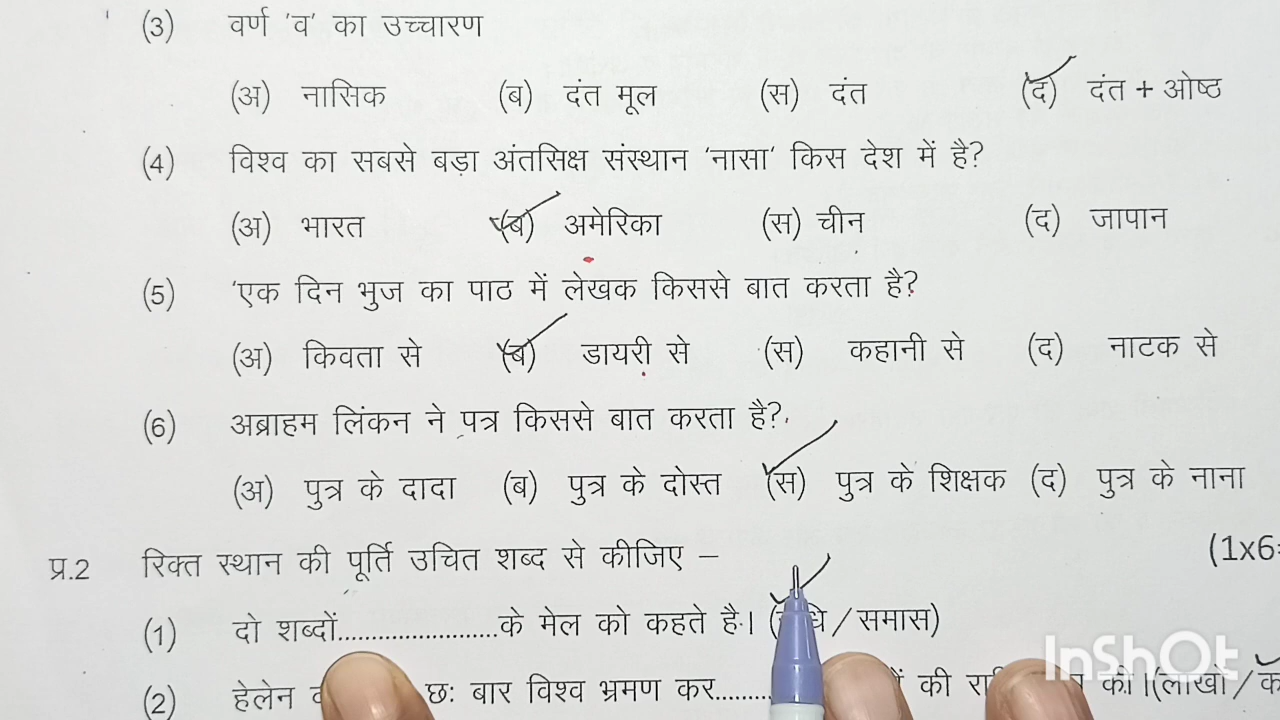 (3) वर्ण 'व' का उच्चारण
(अ) नासिक (ब) दंत मूल (स) दंत (द) दंत + ओष्ठ
(4) विश्व का सबसे बड़ा अंतसिक्ष संस्थान 'नासा' किस देश में है?
(अ) भारत (ब) अमेरिका (स) चीन (द) जापान
(5) 'एक दिन भुज का पाठ में लेखक किससे बात करता है?
(अ) किवता से (ब) डायरी से (स) कहानी से (द) नाटक से
(6) अब्राहम लिंकन ने पत्र किससे बात करता है?
(अ) पुत्र के दादा (ब) पुत्र के दोस्त (स) पुत्र के शिक्षक (द) पुत्र के नाना
प्र.2 रिक्त स्थान की पूर्ति उचित शब्द से कीजिए – (1x6=
(1) दो शब्दों......................के मेल को कहते है। ( / समास)
(2) हेलेन छः बार विश्व भ्रमण कर......... की की।(लाखो /
InShOt